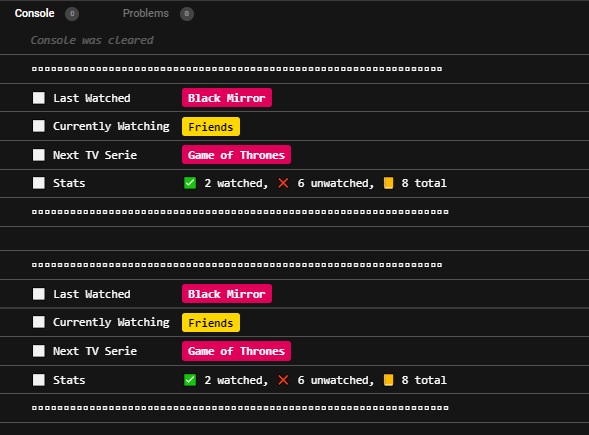 Console 0 Problems 0
Console was cleared
Last Watched Black Mirror
Currently Watching Friends
Next TV Serie Game of Thrones
Stats ✅ 2 watched, ❌ 6 unwatched, 📒 8 total
Last Watched Black Mirror
Currently Watching Friends
Next TV Serie Game of Thrones
Stats ✅ 2 watched, ❌ 6 unwatched, 📒 8 total